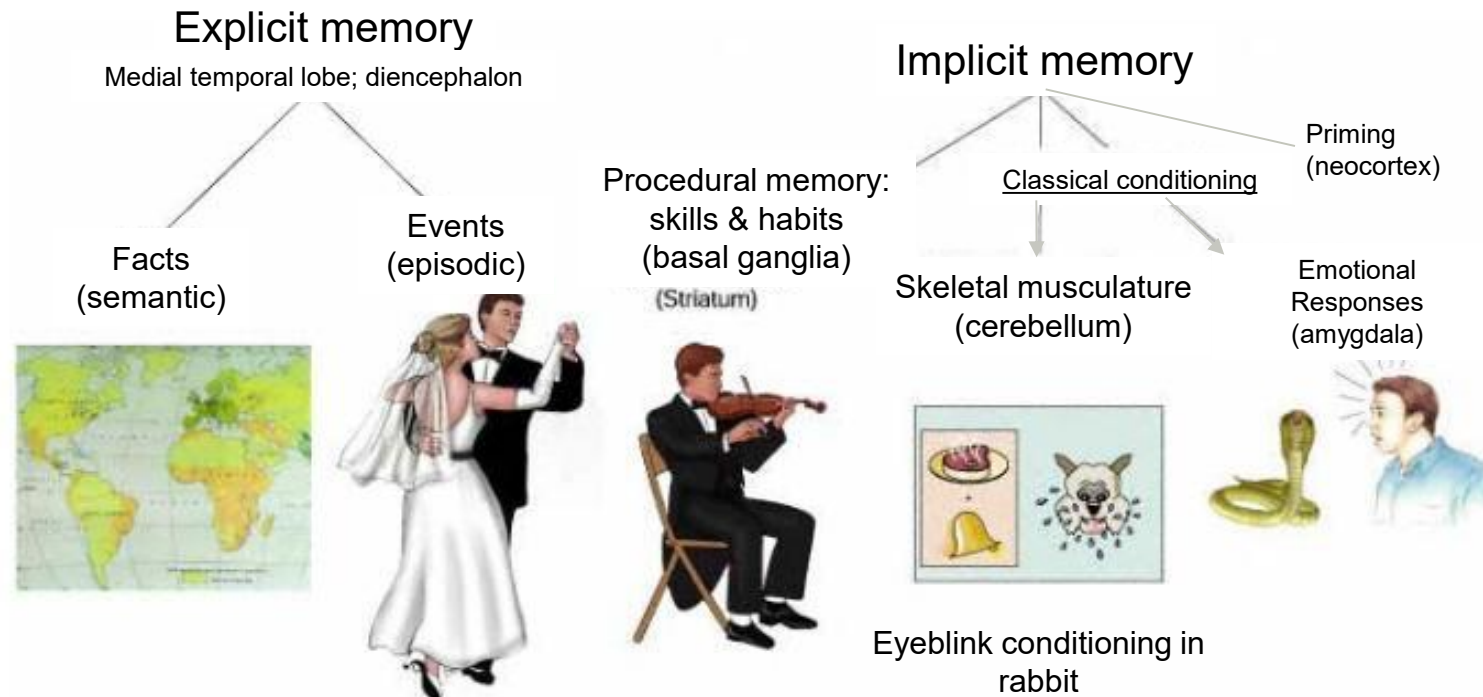 Explicit memory
Medial temporal lobe; diencephalon
Facts
(semantic)
Events
(episodic)
Implicit memory
Procedural memory:
skills & habits
(basal ganglia)
(Striatum)
Classical conditioning
Skeletal musculature
(cerebellum)
Priming
(neocortex)
Emotional
Responses
(amygdala)
Eyeblink conditioning in
rabbit